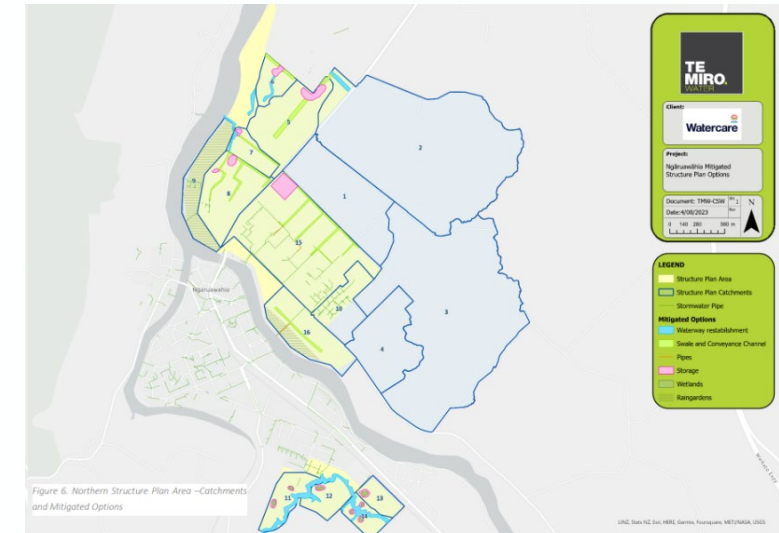 TE
MIRO.
WATER
Client:
Watercare
Project:
Ngāruawāhia Mitigated
Structure Plan Options
Document: TMW-CSW
Date:4/08/2023
N
0 140 280 560 m
LEGEND
Structure Plan Area
Structure Plan Catchments
Stormwater Pipe
Mitigated Options
Waterway restablishment
Swale and Conveyance Channel
Pipes
Storage
Wetlands
Raingardens
6
5
2
7
9
8
1
15
Ngāruawāhia
10
3
16
4
11
12
13
14
Figure 6. Northern Structure Plan Area –Catchments
and Mitigated Options
LINZ, Stats NZ, Esri, HERE, Garmin, Foursquare, METI/NASA, USGS